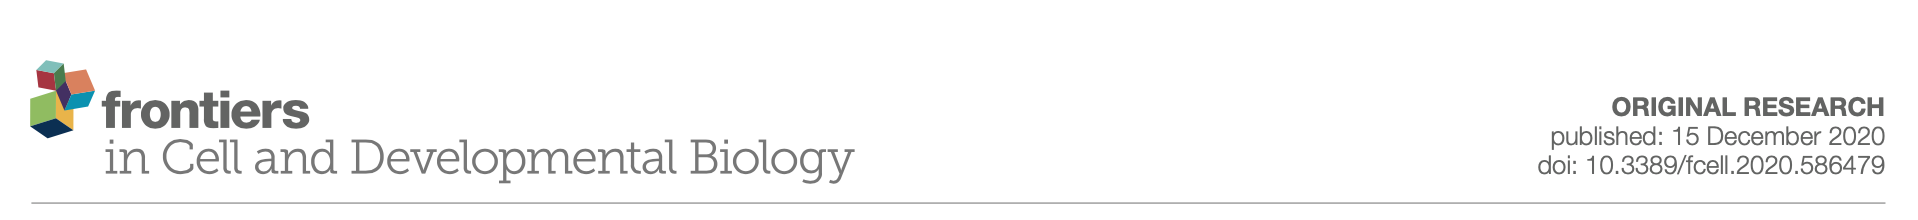 frontiers
in Cell and Developmental Biology
ORIGINAL RESEARCH
published: 15 December 2020
doi: 10.3389/fcell.2020.586479